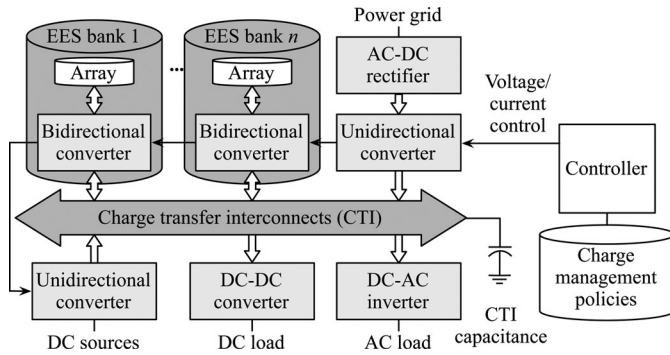 EES bank 1
EES bank n
Power grid
Array
...
Array
AC-DC
rectifier
Voltage/
current
control
Bidirectional
converter
Bidirectional
converter
Unidirectional
converter
Controller
Charge transfer interconnects (CTI)
Charge
management
policies
Unidirectional
converter
DC-DC
converter
DC-AC
inverter
CTI
capacitance
DC sources
DC load
AC load